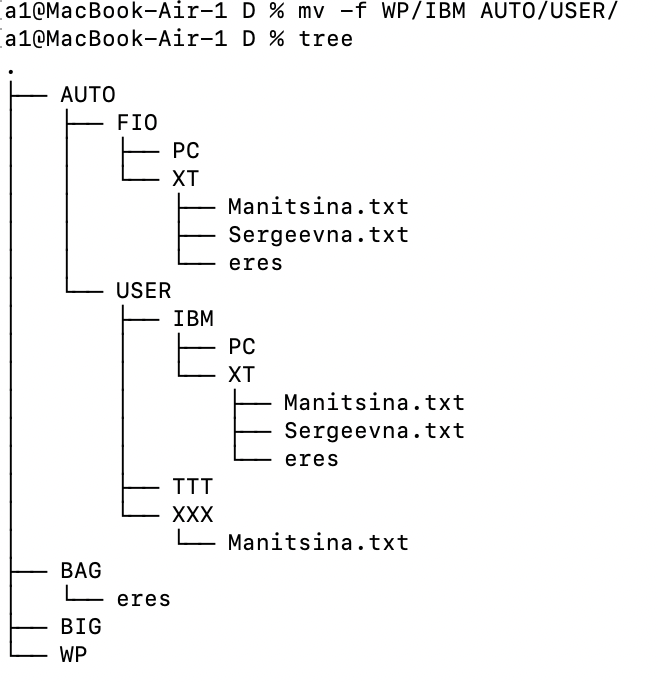 a1@MacBook-Air-1 D % mv -f WP/IBM AUTO/USER/
a1@MacBook-Air-1 D % tree
.
├── AUTO
│   ├── FIO
│   │   ├── PC
│   │   └── XT
│   │       ├── Manitsina.txt
│   │       ├── Sergeevna.txt
│   │       └── eres
│   └── USER
│       ├── IBM
│       │   ├── PC
│       │   └── XT
│       │       ├── Manitsina.txt
│       │       ├── Sergeevna.txt
│       │       └── eres
│       ├── TTT
│       └── XXX
│           └── Manitsina.txt
├── BAG
│   └── eres
├── BIG
└── WP